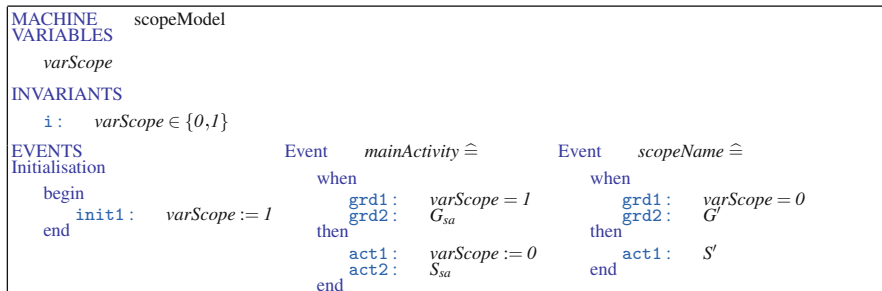 MACHINE scopeModel
VARIABLES
varScope
INVARIANTS
i : varScope ∈ {0,1}
EVENTS
Initialisation
begin
init1 : varScope := 1
end
Event mainActivity ≙
when
grd1 : varScope = 1
grd2 : G_sa
then
act1 : varScope := 0
act2 : S_sa
end
Event scopeName ≙
when
grd1 : varScope = 0
grd2 : G′
then
act1 : S′
end